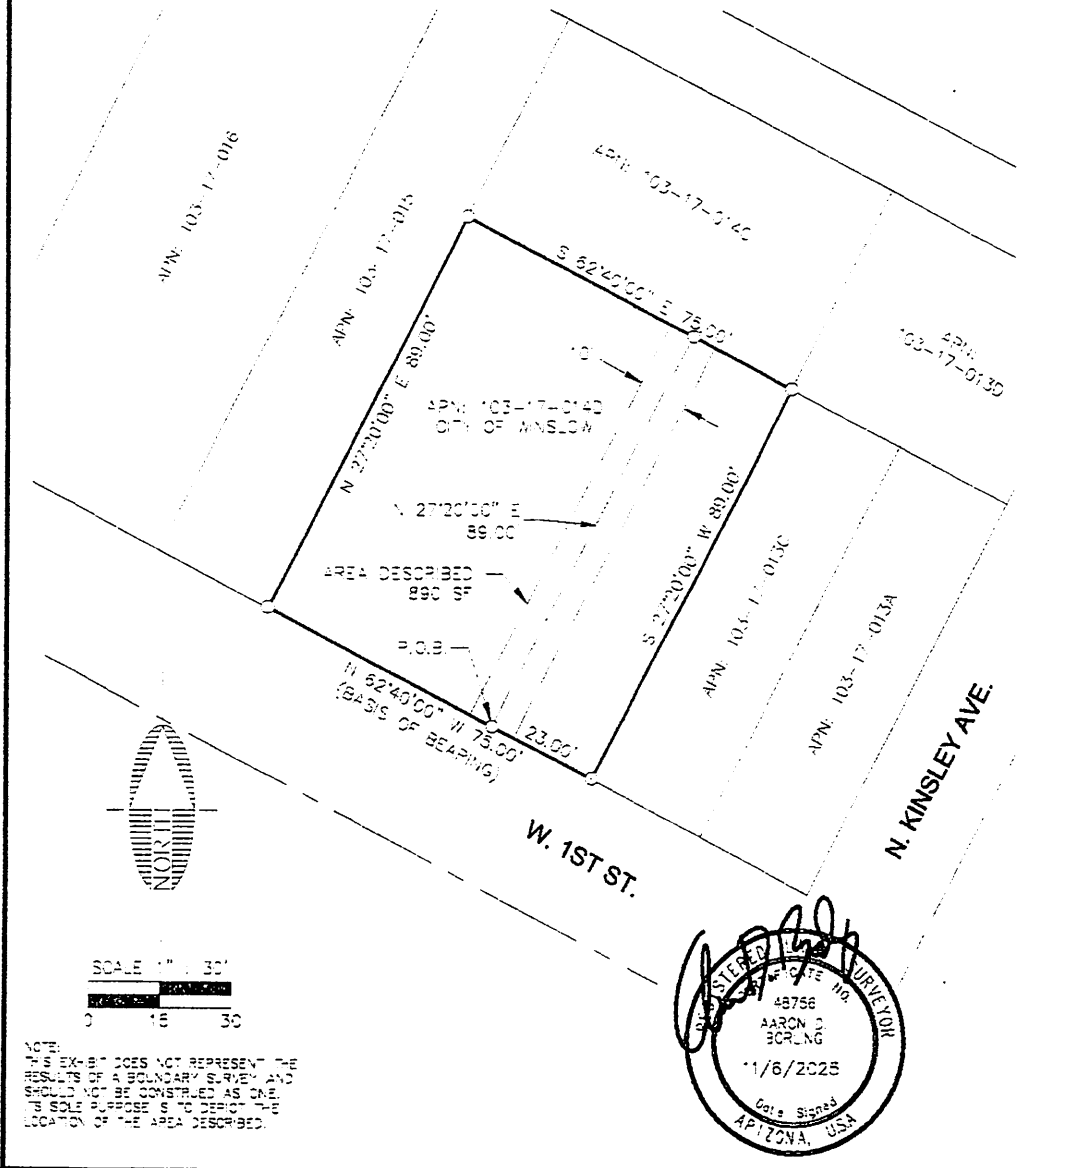 APN: 103-17-016
APN: 103-17-015
APN: 103-17-014C
APN:
103-17-013D
S 62°40'00" E 75.00'
N 27°20'00" E 89.00'
10'
APN: 103-17-014D
CITY OF WINSLOW
N 27°20'00" E
89.00
AREA DESCRIBED
890 SF
P.O.B.
S 27°20'00" W 89.00'
APN: 103-17-013C
APN: 103-17-013A
N 62°40'00" W 75.00'
(BASIS OF BEARING)
23.00'
W. 1ST ST.
N. KINSLEY AVE.
NORTH
SCALE 1" : 30'
0 15 30
NOTE:
THIS EXHIBIT DOES NOT REPRESENT THE
RESULTS OF A BOUNDARY SURVEY AND
SHOULD NOT BE CONSTRUED AS ONE.
ITS SOLE PURPOSE IS TO DEPICT THE
LOCATION OF THE AREA DESCRIBED.
REGISTERED LAND SURVEYOR
CERTIFICATE NO.
48756
AARON D.
BORLING
11/6/2025
Date Signed
ARIZONA, USA